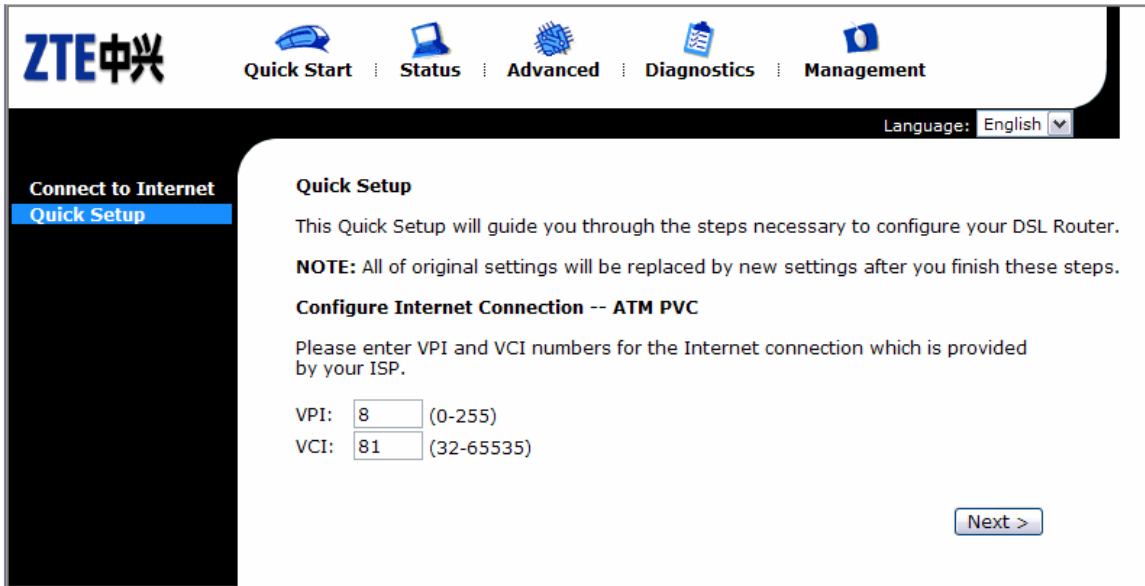 ZTE中兴
Quick Start
Status
Advanced
Diagnostics
Management
Language: English
Connect to Internet
Quick Setup
Quick Setup
This Quick Setup will guide you through the steps necessary to configure your DSL Router.
NOTE: All of original settings will be replaced by new settings after you finish these steps.
Configure Internet Connection -- ATM PVC
Please enter VPI and VCI numbers for the Internet connection which is provided
by your ISP.
VPI: 8 (0-255)
VCI: 81 (32-65535)
Next >